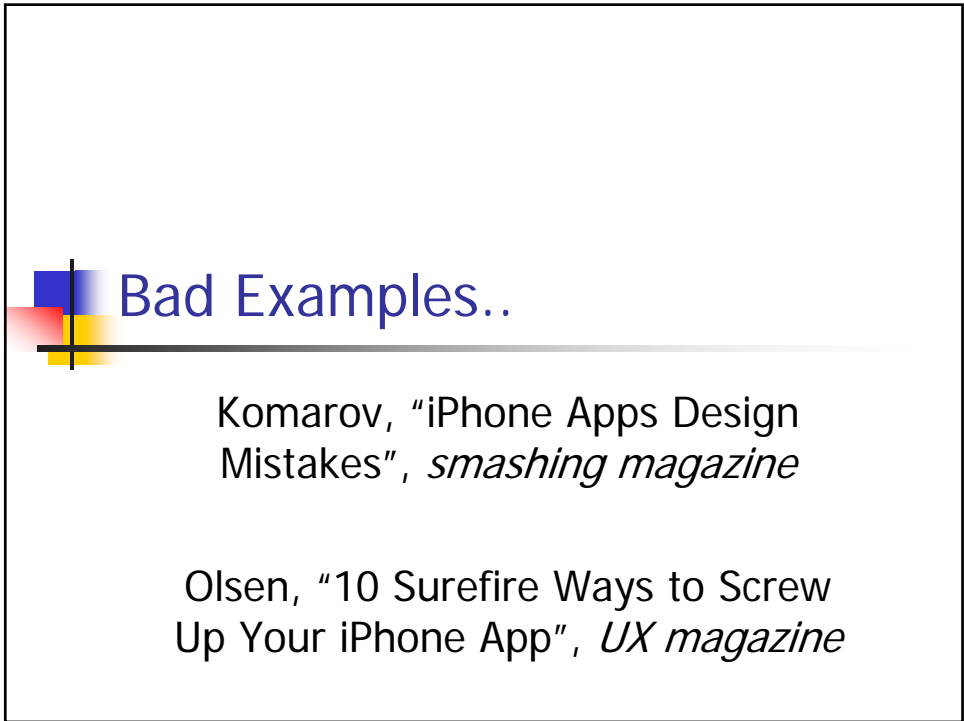 Bad Examples..
Komarov, “iPhone Apps Design
Mistakes”, smashing magazine
Olsen, “10 Surefire Ways to Screw
Up Your iPhone App”, UX magazine